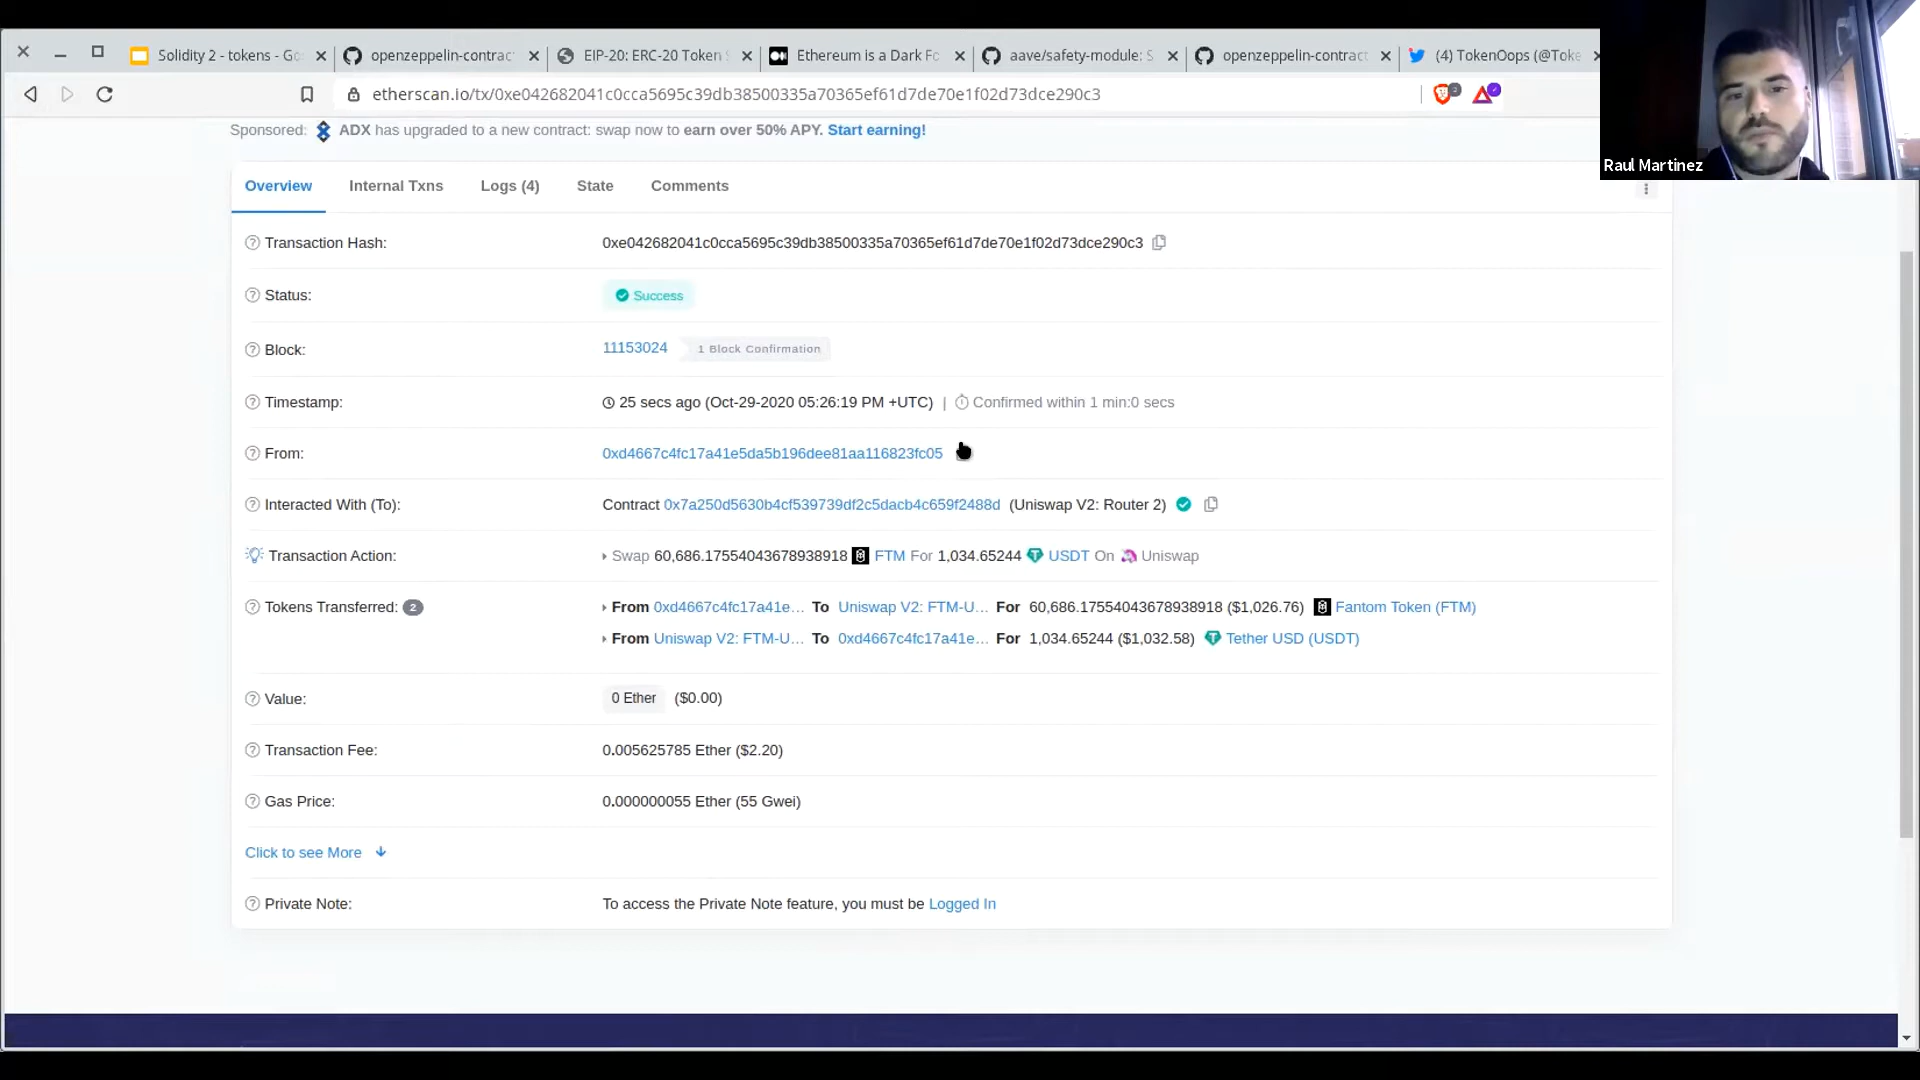 Solidity 2 - tokens - Go
openzeppelin-contrac
EIP-20: ERC-20 Token S
Ethereum is a Dark Fo
aave/safety-module: S
openzeppelin-contract
(4) TokenOops (@Toke
etherscan.io/tx/0xe042682041c0cca5695c39db38500335a70365ef61d7de70e1f02d73dce290c3
2
Raul Martinez
Sponsored: ADX has upgraded to a new contract: swap now to earn over 50% APY. Start earning!
Overview Internal Txns Logs (4) State Comments
Transaction Hash: 0xe042682041c0cca5695c39db38500335a70365ef61d7de70e1f02d73dce290c3
Status: Success
Block: 11153024 1 Block Confirmation
Timestamp: 25 secs ago (Oct-29-2020 05:26:19 PM +UTC) | Confirmed within 1 min:0 secs
From: 0xd4667c4fc17a41e5da5b196dee81aa116823fc05
Interacted With (To): Contract 0x7a250d5630b4cf539739df2c5dacb4c659f2488d (Uniswap V2: Router 2)
Transaction Action: Swap 60,686.17554043678938918 FTM For 1,034.65244 USDT On Uniswap
Tokens Transferred: 2 From 0xd4667c4fc17a41e... To Uniswap V2: FTM-U... For 60,686.17554043678938918 ($1,026.76) Fantom Token (FTM)
From Uniswap V2: FTM-U... To 0xd4667c4fc17a41e... For 1,034.65244 ($1,032.58) Tether USD (USDT)
Value: 0 Ether ($0.00)
Transaction Fee: 0.005625785 Ether ($2.20)
Gas Price: 0.000000055 Ether (55 Gwei)
Click to see More
Private Note: To access the Private Note feature, you must be Logged In